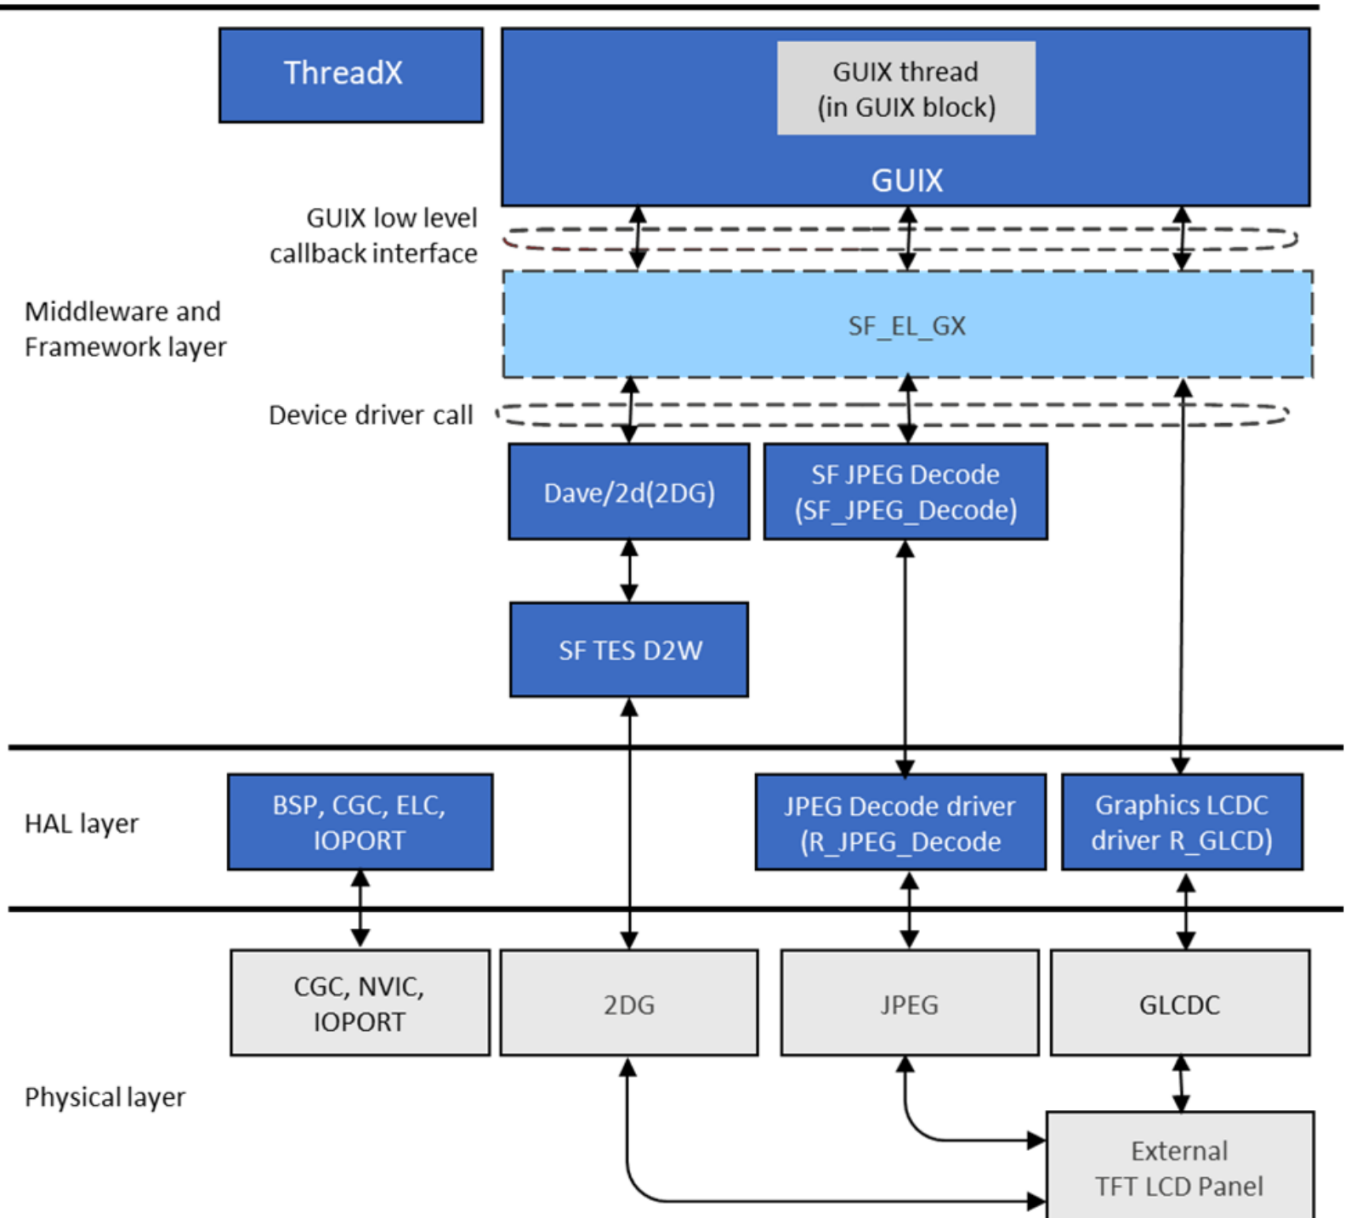 ThreadX
GUIX thread
(in GUIX block)
GUIX
GUIX low level
callback interface
Middleware and
Framework layer
SF_EL_GX
Device driver call
Dave/2d(2DG)
SF JPEG Decode
(SF_JPEG_Decode)
SF TES D2W
HAL layer
BSP, CGC, ELC,
IOPORT
JPEG Decode driver
(R_JPEG_Decode
Graphics LCDC
driver R_GLCD)
CGC, NVIC,
IOPORT
2DG
JPEG
GLCDC
Physical layer
External
TFT LCD Panel